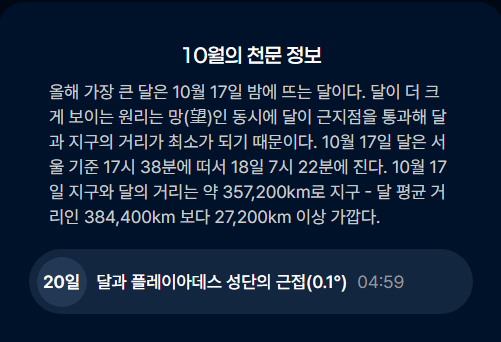 10월의 천문 정보
올해 가장 큰 달은 10월 17일 밤에 뜨는 달이다. 달이 더 크
게 보이는 원리는 망(望)인 동시에 달이 근지점을 통과해 달
과 지구의 거리가 최소가 되기 때문이다. 10월 17일 달은 서
울 기준 17시 38분에 떠서 18일 7시 22분에 진다. 10월 17
일 지구와 달의 거리는 약 357,200km로 지구 - 달 평균 거
리인 384,400km 보다 27,200km 이상 가깝다.
20일 달과 플레이아데스 성단의 근접(0.1°) 04:59